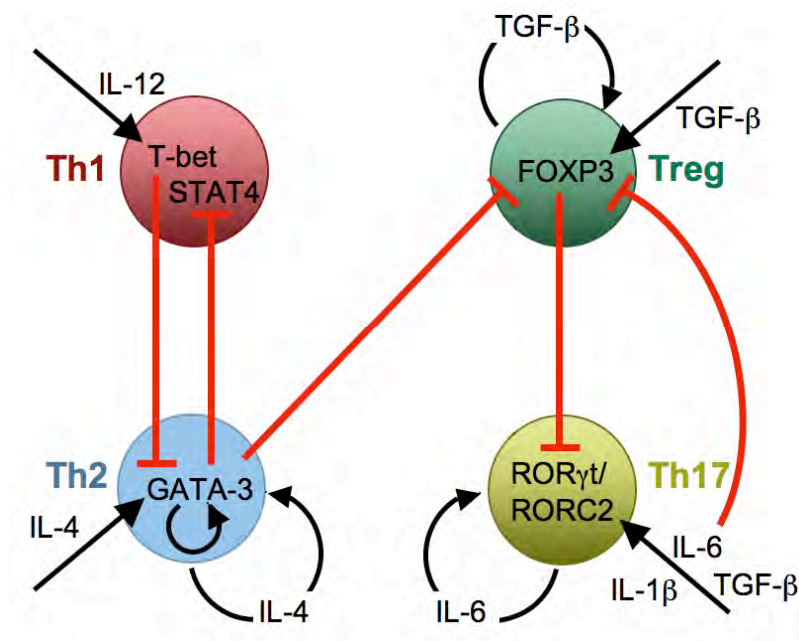 TGF-β
IL-12
TGF-β
T-bet
STAT4
Th1
FOXP3
Treg
Th2
GATA-3
IL-4
IL-4
RORγt/
RORC2
Th17
IL-6
IL-6
IL-1β
TGF-β